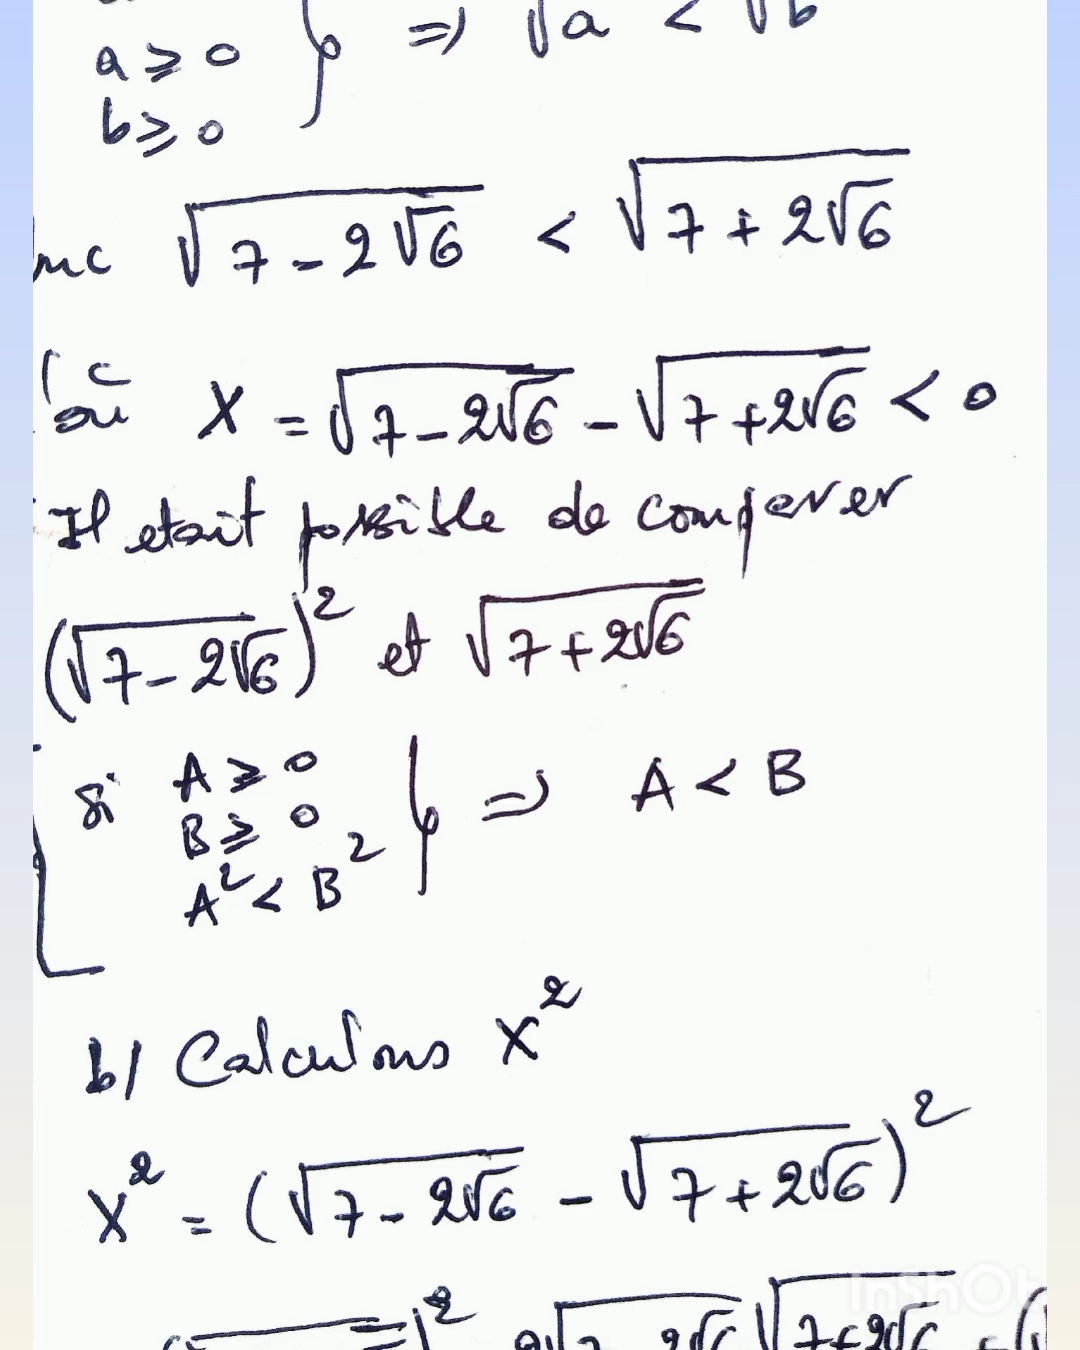 a ≥ 0 } ⇒ √a < √b
b ≥ 0
√(7 - 2√6) < √(7 + 2√6)
où X = √(7 - 2√6) - √(7 + 2√6) < 0
Il etait possible de comparer
(√(7 - 2√6))² et √(7 + 2√6)
si A ≥ 0
B ≥ 0 } ⇒ A < B
A² < B²
b/ Calculons X²
X² = (√(7 - 2√6) - √(7 + 2√6))²
InShOt